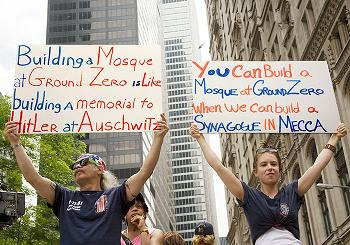 Building A Mosque
at Ground Zero is Like
building A memorial to
Hitler at Auschwitz
You Can Build a
Mosque at Ground Zero
when we can build a
Synagogue in Mecca